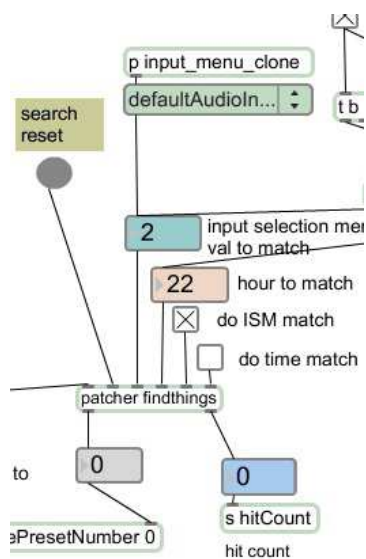 p input_menu_clone
defaultAudioIn...
search
reset
t b
2
input selection mer
val to match
22
hour to match
do ISM match
do time match
patcher findthings
to
0
0
ePresetNumber 0
s hitCount
hit count